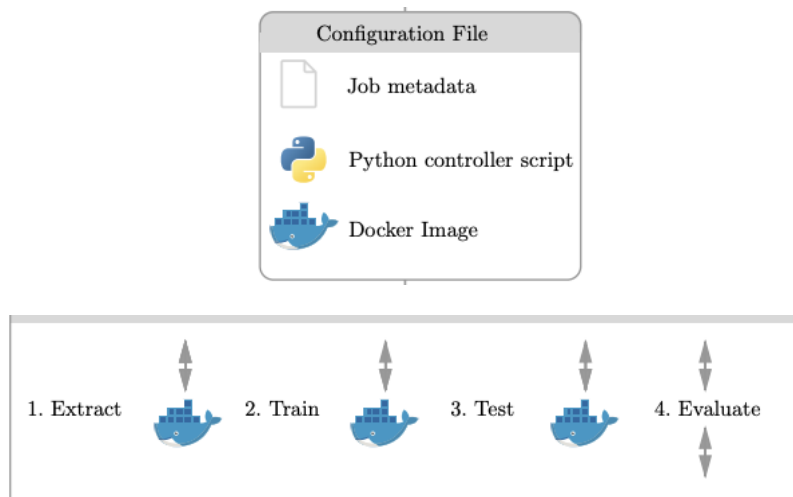 Configuration File
Job metadata
Python controller script
Docker Image
1. Extract 2. Train 3. Test 4. Evaluate